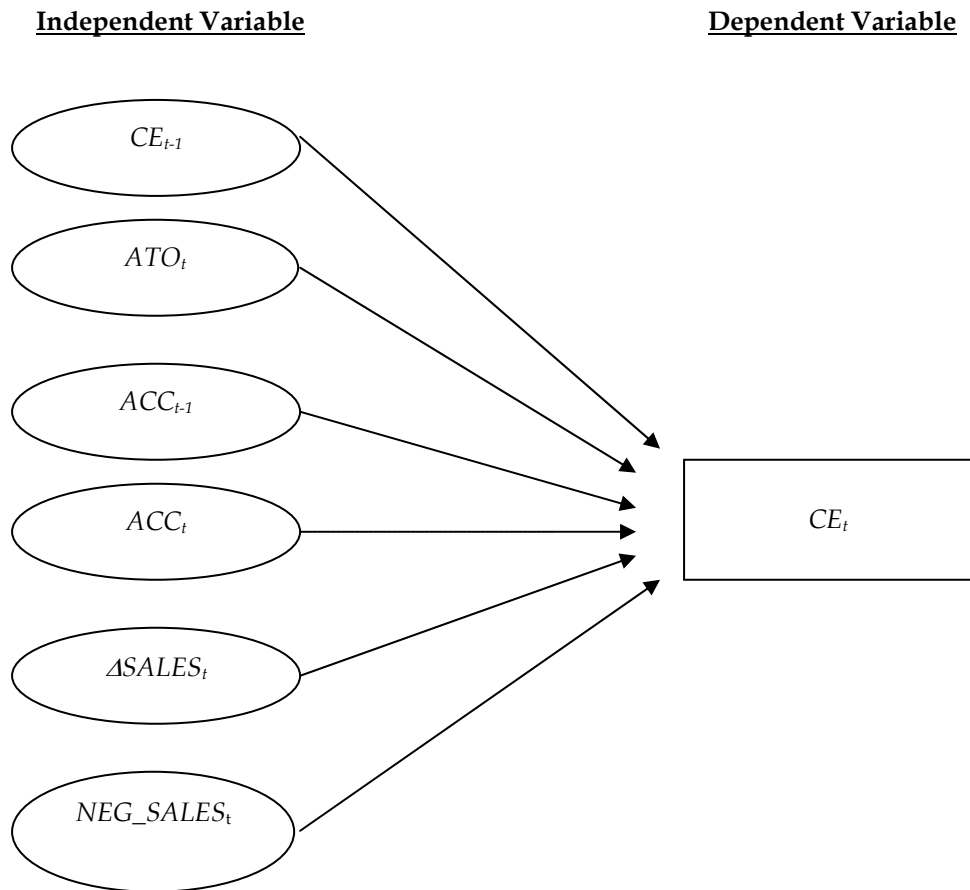 Independent Variable Dependent Variable
CEt-1
ATOt
ACCt-1
ACCt
CEt
ΔSALESt
NEG_SALESt